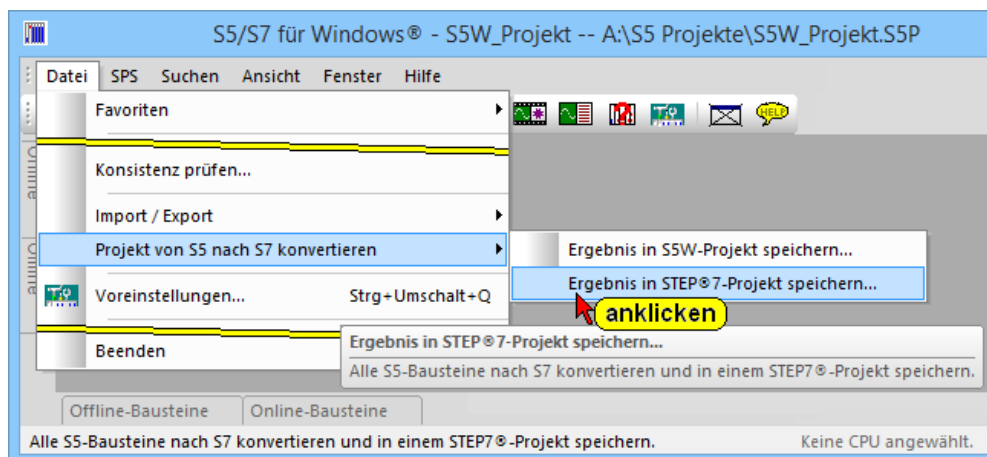 S5/S7 für Windows® - S5W_Projekt -- A:\S5 Projekte\S5W_Projekt.S5P
Datei SPS Suchen Ansicht Fenster Hilfe
Favoriten
HELP
Online
Konsistenz prüfen...
Import / Export
Projekt von S5 nach S7 konvertieren
Ergebnis in S5W-Projekt speichern...
Ergebnis in STEP®7-Projekt speichern...
Offline
Voreinstellungen... Strg+Umschalt+Q
anklicken
Beenden
Ergebnis in STEP®7-Projekt speichern...
Alle S5-Bausteine nach S7 konvertieren und in einem STEP7®-Projekt speichern.
Offline-Bausteine Online-Bausteine
Alle S5-Bausteine nach S7 konvertieren und in einem STEP7®-Projekt speichern. Keine CPU angewählt.